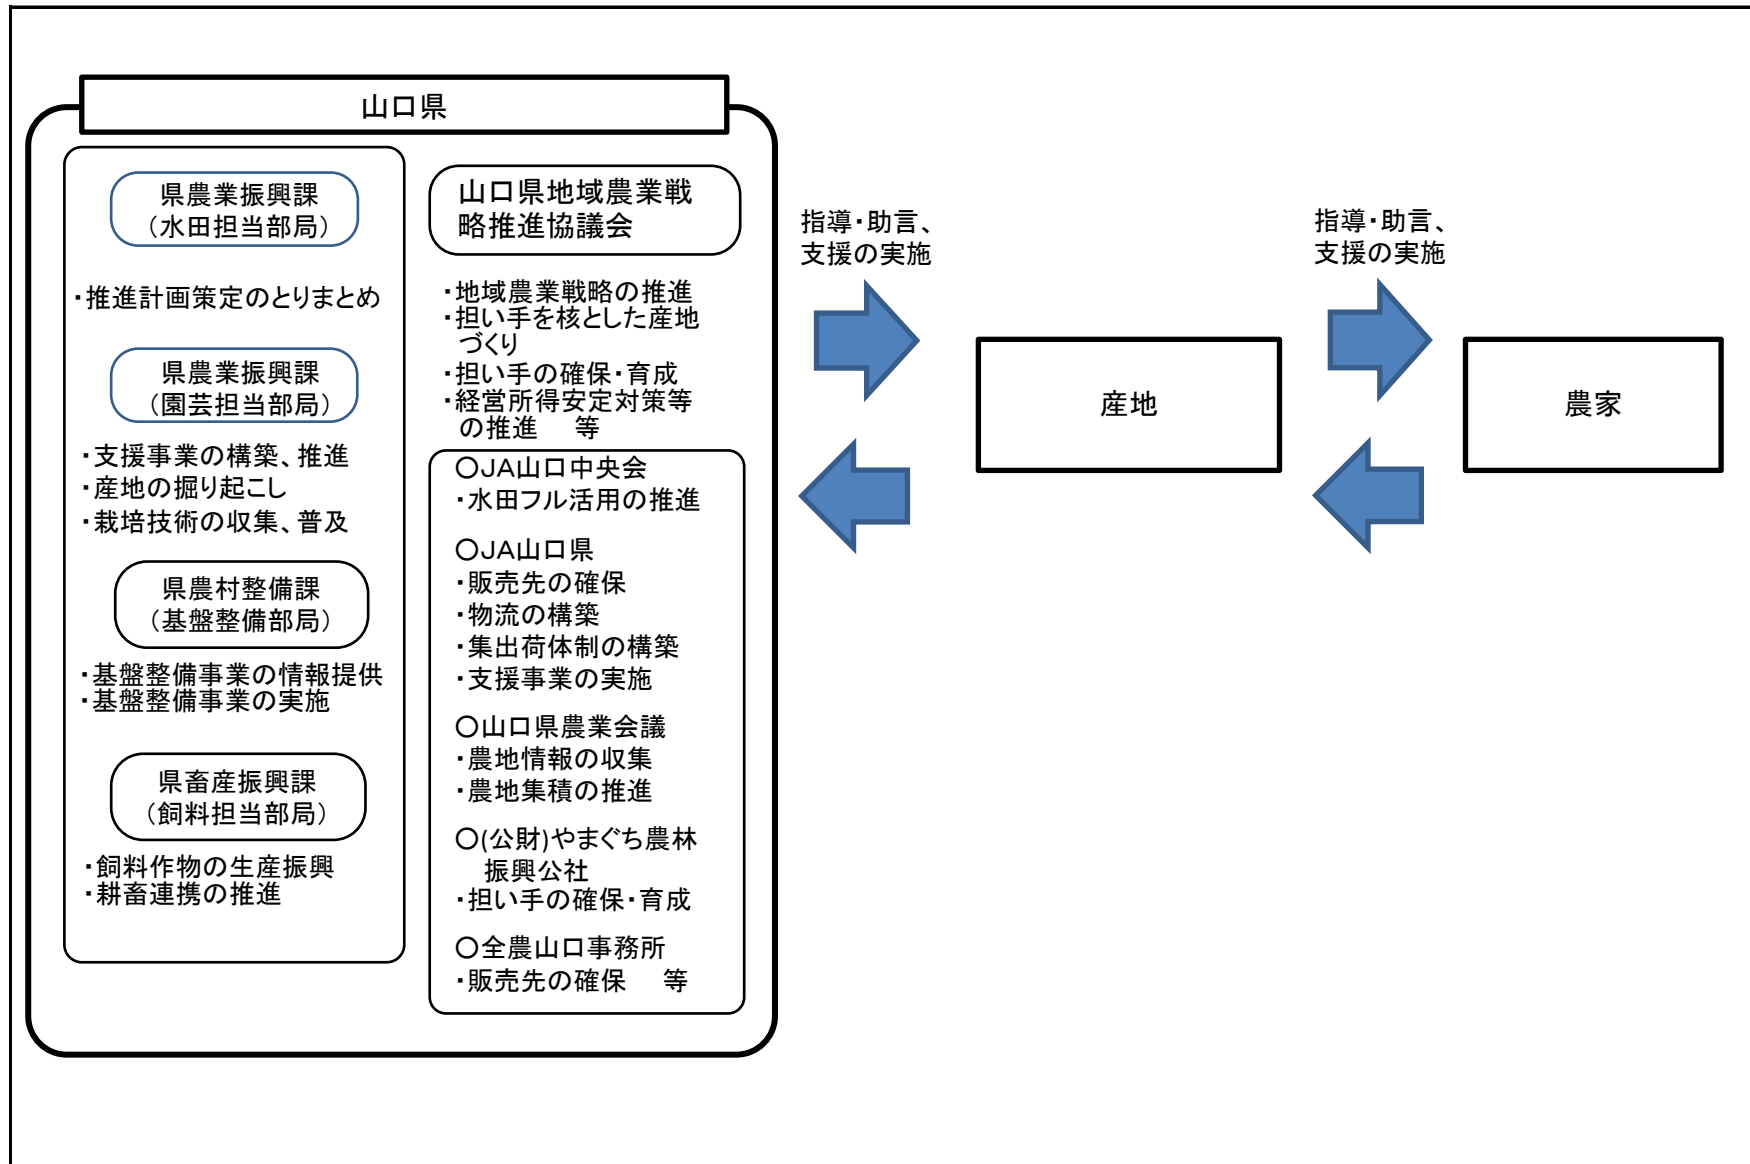 山口県
県農業振興課
（水田担当部局）
・推進計画策定のとりまとめ
県農業振興課
（園芸担当部局）
・支援事業の構築、推進
・産地の掘り起こし
・栽培技術の収集、普及
県農村整備課
（基盤整備部局）
・基盤整備事業の情報提供
・基盤整備事業の実施
県畜産振興課
（飼料担当部局）
・飼料作物の生産振興
・耕畜連携の推進
山口県地域農業戦
略推進協議会
・地域農業戦略の推進
・担い手を核とした産地
づくり
・担い手の確保・育成
・経営所得安定対策等
の推進　等
〇JA山口中央会
・水田フル活用の推進
〇JA山口県
・販売先の確保
・物流の構築
・集出荷体制の構築
・支援事業の実施
〇山口県農業会議
・農地情報の収集
・農地集積の推進
〇(公財)やまぐち農林
振興公社
・担い手の確保・育成
〇全農山口事務所
・販売先の確保　等
指導・助言、
支援の実施
産地
指導・助言、
支援の実施
農家